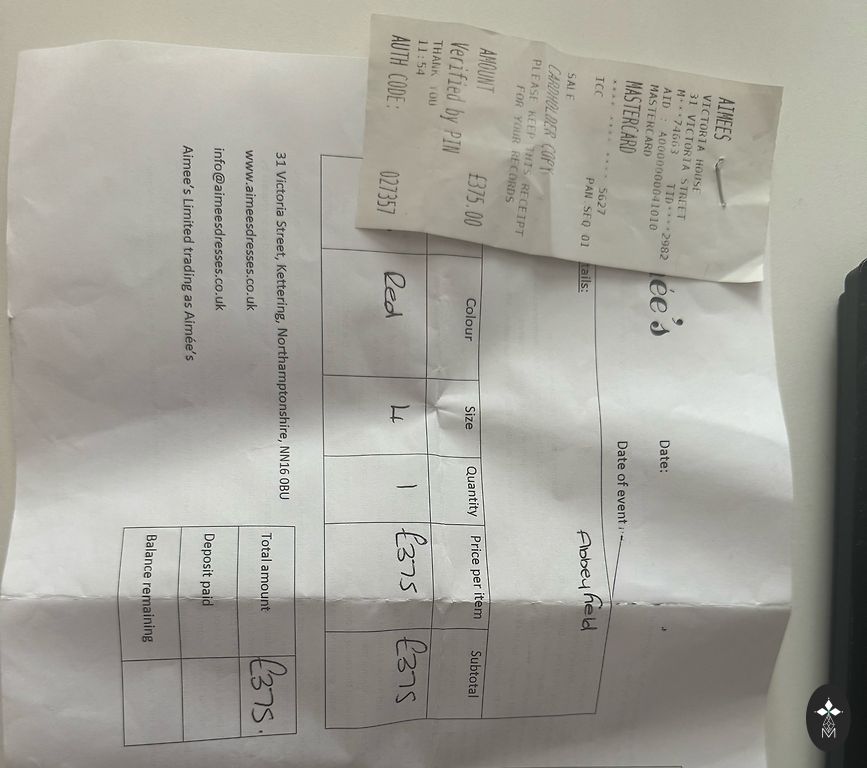 AIMEES
VICTORIA HOUSE
31 VICTORIA STREET
M***74663 TID****2982
AID : A0000000041010
MASTERCARD
MASTERCARD
**** **** **** 5627
ICC PAN SEQ 01
SALE
CARDHOLDER COPY
PLEASE KEEP THIS RECEIPT
FOR YOUR RECORDS
AMOUNT £375.00
Verified by PIN
THANK YOU
11:54
AUTH CODE: 027357
ée's
Date:
Date of event:
tails:
Abbeyfield
Colour Size Quantity Price per item Subtotal
Red 4 1 £375 £375
31 Victoria Street, Kettering, Northamptonshire, NN16 0BU
www.aimeesdresses.co.uk
info@aimeesdresses.co.uk
Aimee's Limited trading as Aimée's
Total amount £375.
Deposit paid
Balance remaining
M